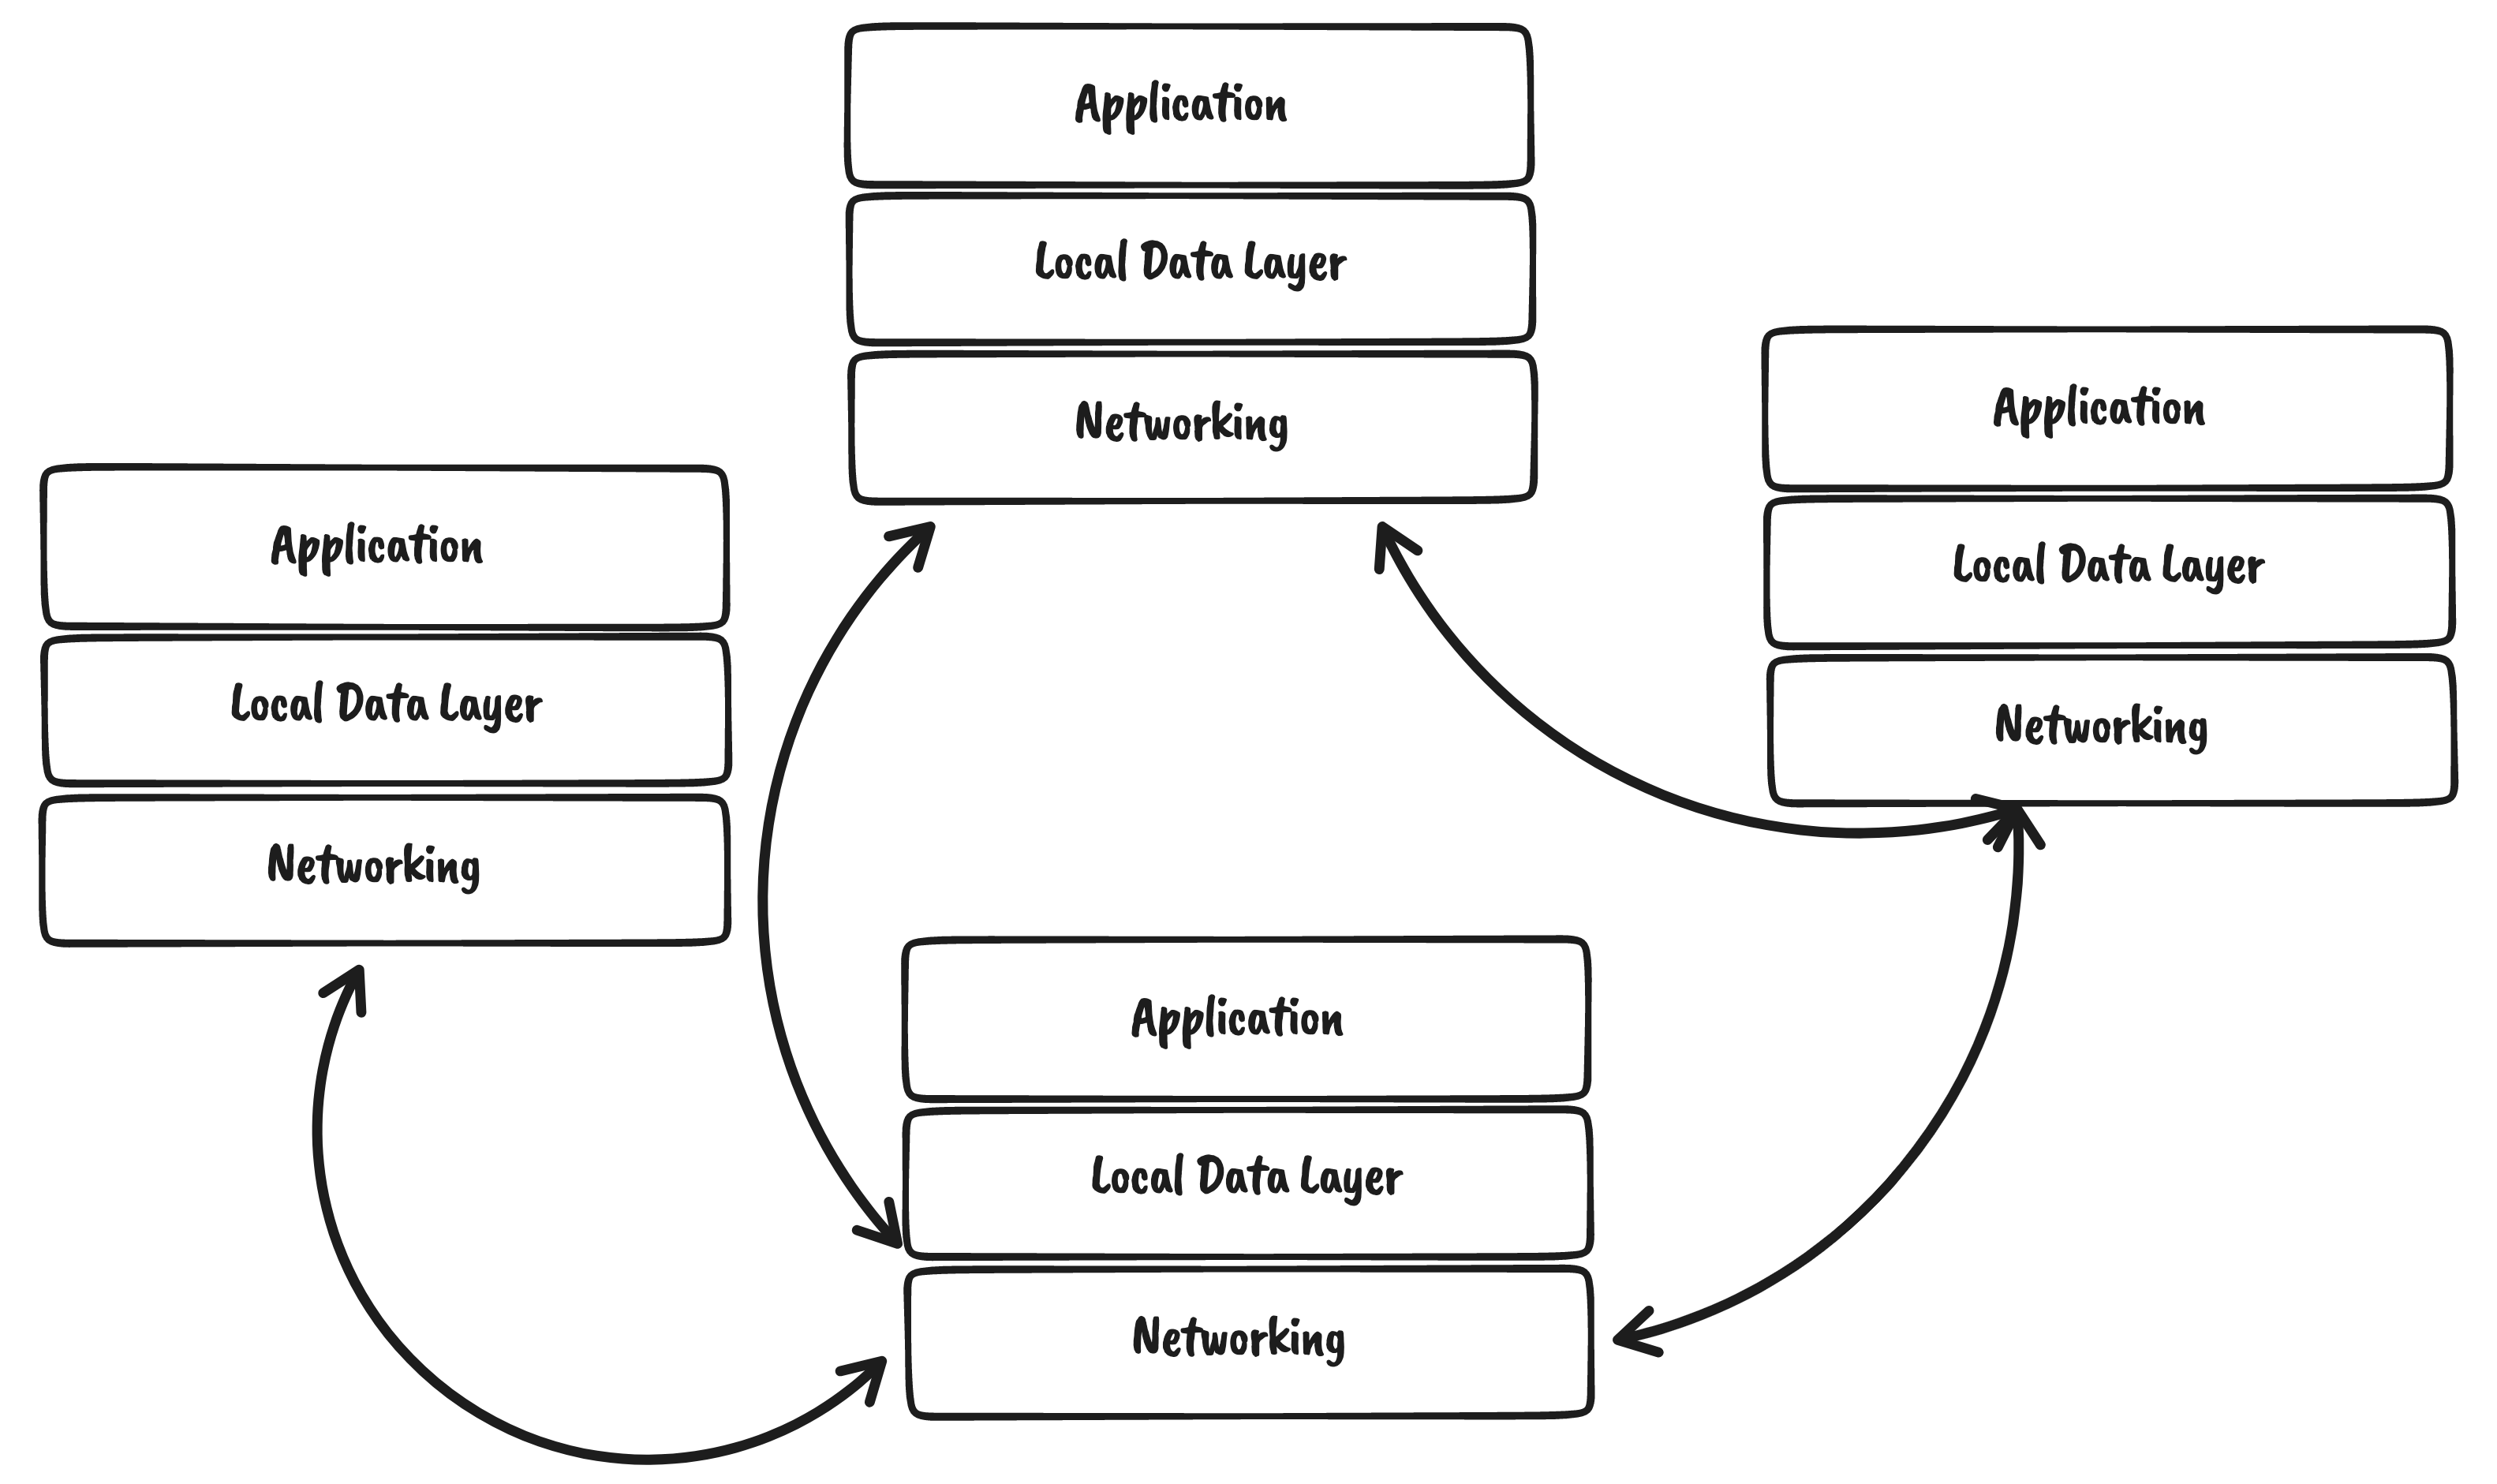 Application
Local Data Layer
Networking
Application
Local Data Layer
Networking
Application
Local Data Layer
Networking
Application
Local Data Layer
Networking